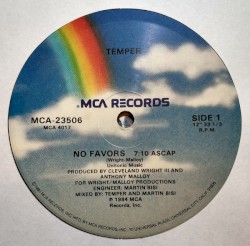 TEMPER
MCA RECORDS
MCA-23506
MCA 4017
SIDE 1
12" 33 1/3
R.P.M.
NO FAVORS 7:10 ASCAP
(Wright-Malloy)
PRODUCED BY CLEVELAND WRIGHT III AND
ANTHONY MALLOY
FOR WRIGHT/MALLOY PRODUCTIONS
ENGINEER: MARTIN BISI
MIXED BY: TEMPER AND MARTIN BISI
℗ 1984 MCA
Records, Inc.